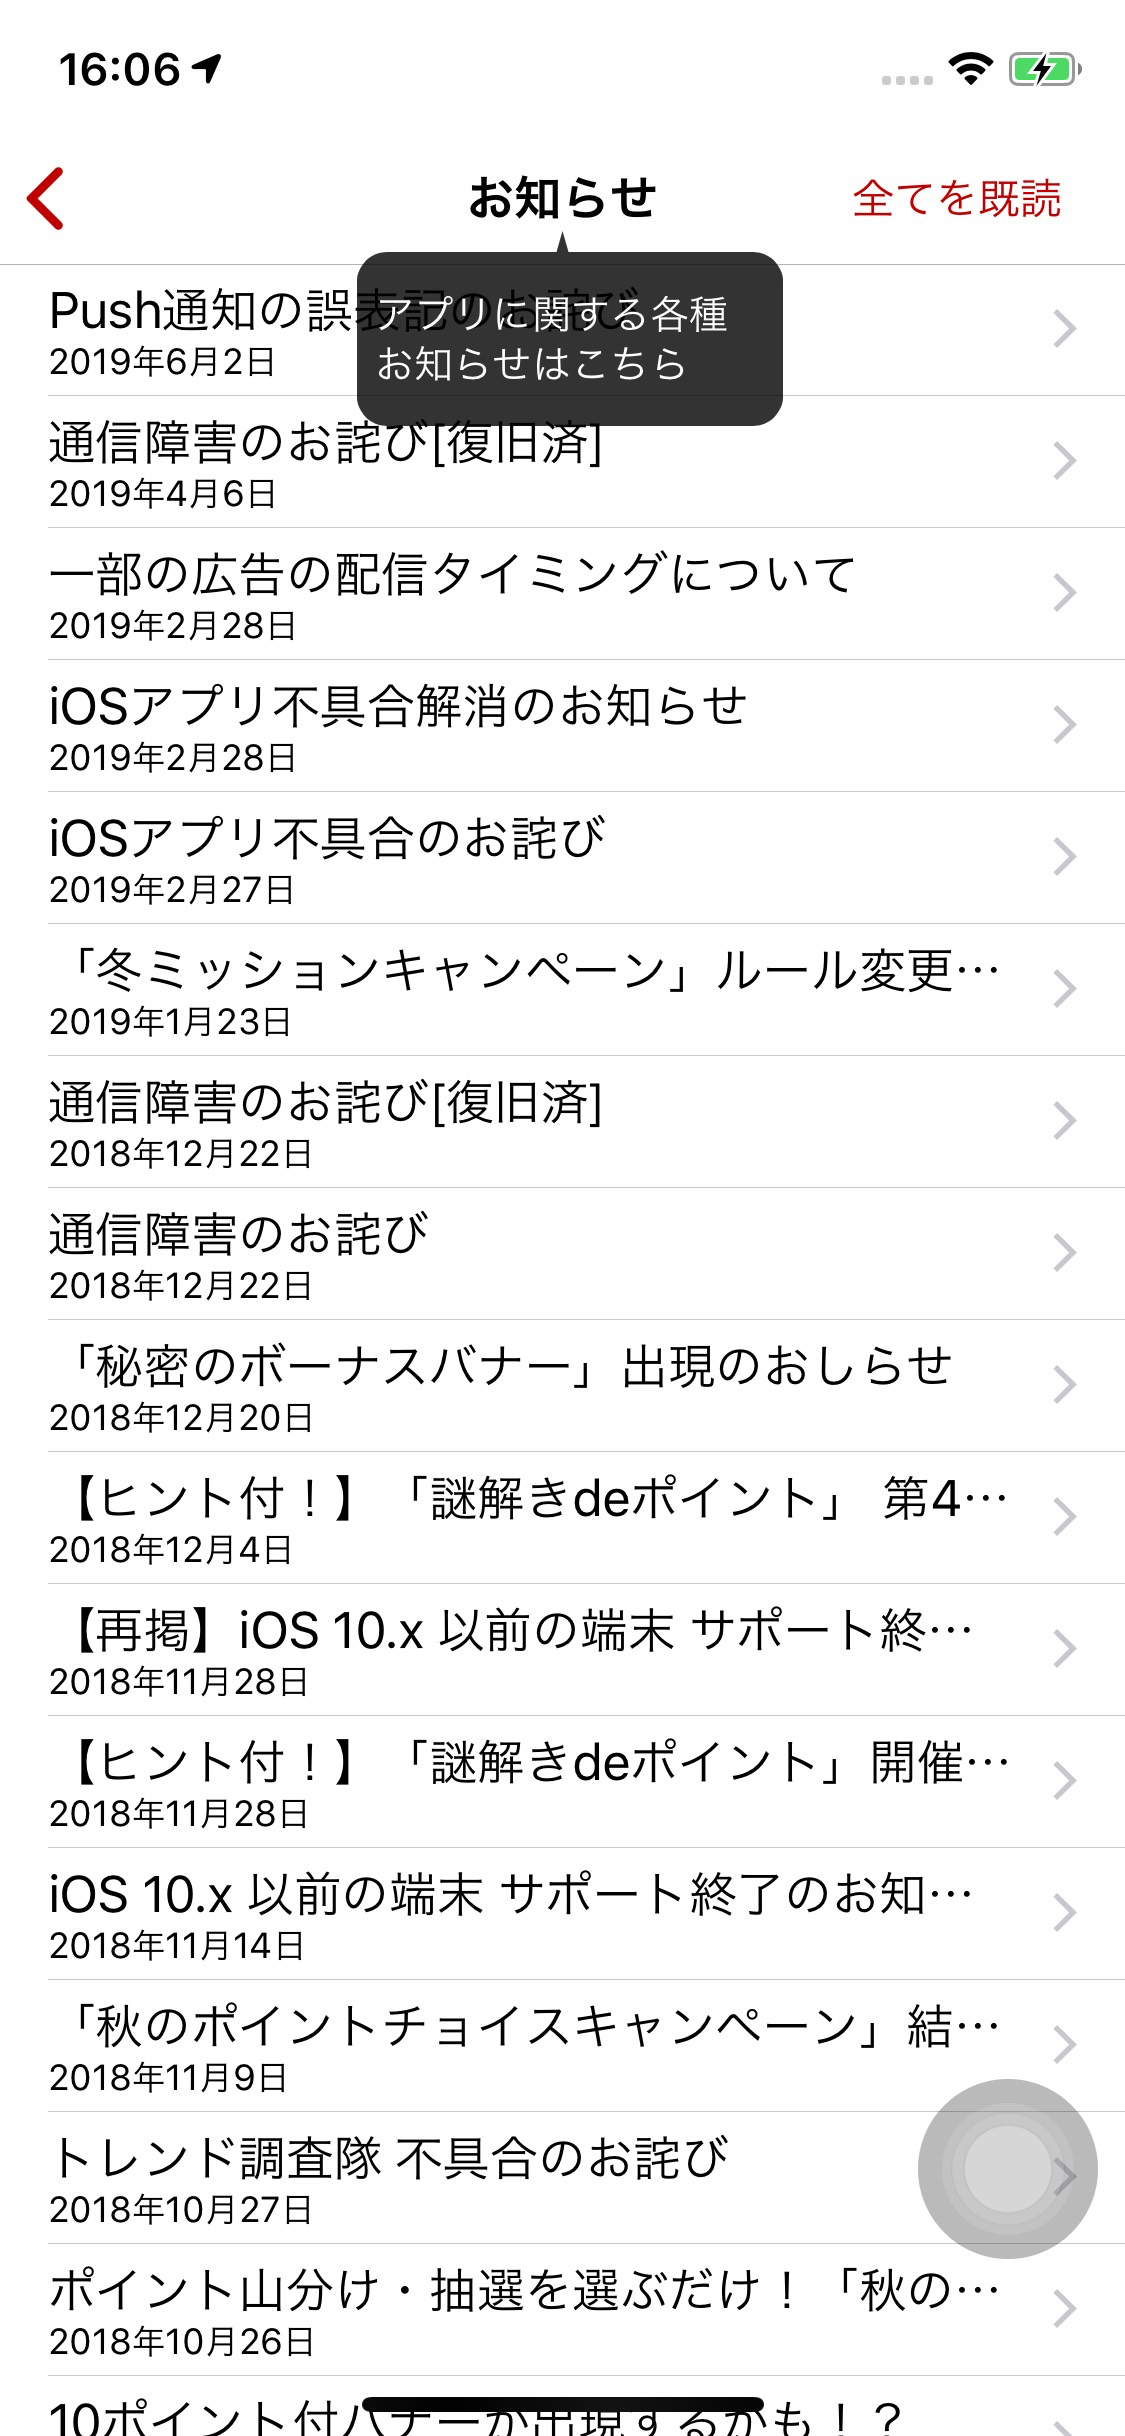 16:06
お知らせ
全てを既読
アプリに関する各種
お知らせはこちら
Push通知の誤表記のお詫び
2019年6月2日
通信障害のお詫び[復旧済]
2019年4月6日
一部の広告の配信タイミングについて
2019年2月28日
iOSアプリ不具合解消のお知らせ
2019年2月28日
iOSアプリ不具合のお詫び
2019年2月27日
「冬ミッションキャンペーン」ルール変更…
2019年1月23日
通信障害のお詫び[復旧済]
2018年12月22日
通信障害のお詫び
2018年12月22日
「秘密のボーナスバナー」出現のおしらせ
2018年12月20日
【ヒント付！】「謎解きdeポイント」 第4…
2018年12月4日
【再掲】iOS 10.x 以前の端末 サポート終…
2018年11月28日
【ヒント付！】「謎解きdeポイント」開催…
2018年11月28日
iOS 10.x 以前の端末 サポート終了のお知…
2018年11月14日
「秋のポイントチョイスキャンペーン」結…
2018年11月9日
トレンド調査隊 不具合のお詫び
2018年10月27日
ポイント山分け・抽選を選ぶだけ！「秋の…
2018年10月26日
10ポイント付バナーが出現するかも！？